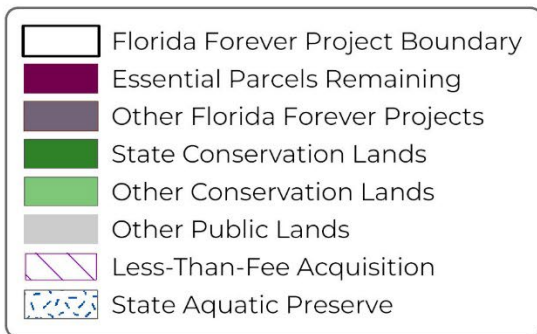 Florida Forever Project Boundary
Essential Parcels Remaining
Other Florida Forever Projects
State Conservation Lands
Other Conservation Lands
Other Public Lands
Less-Than-Fee Acquisition
State Aquatic Preserve